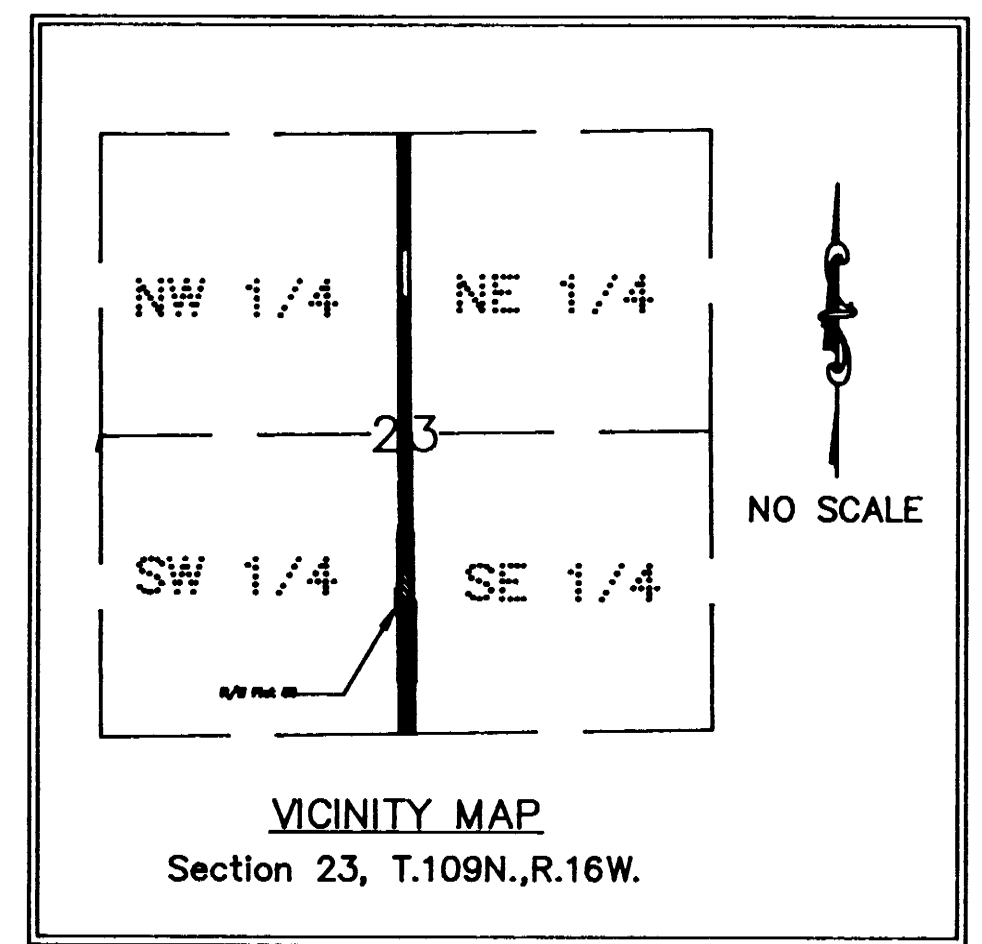 NW 1/4
NE 1/4
23
SW 1/4
SE 1/4
NO SCALE
VICINITY MAP
Section 23, T.109N.,R.16W.